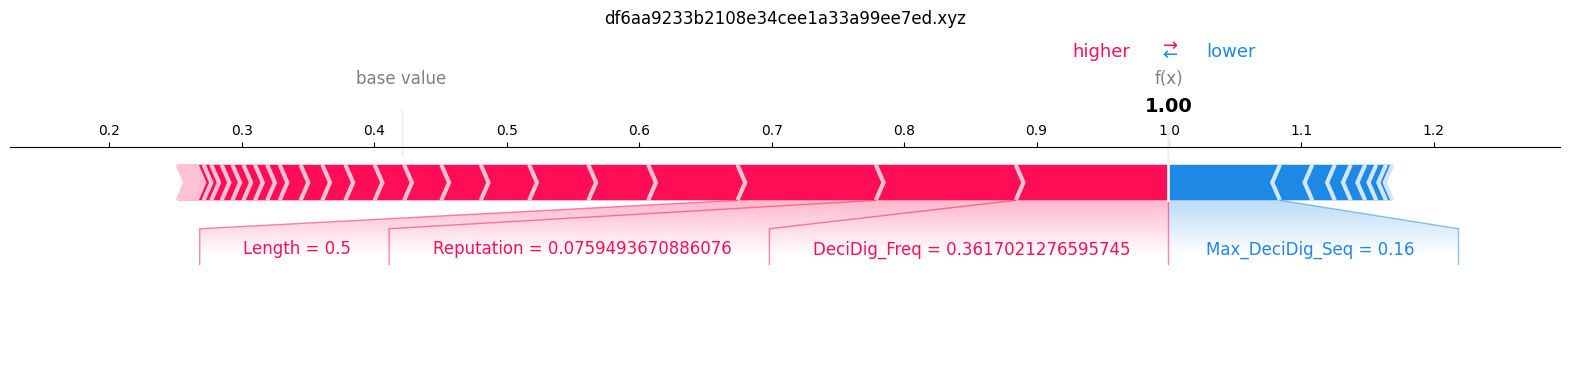 df6aa9233b2108e34cee1a33a99ee7ed.xyz
higher ⇄ lower
base value f(x)
1.00
0.2 0.3 0.4 0.5 0.6 0.7 0.8 0.9 1.0 1.1 1.2
Length = 0.5 Reputation = 0.0759493670886076 DeciDig_Freq = 0.3617021276595745 Max_DeciDig_Seq = 0.16